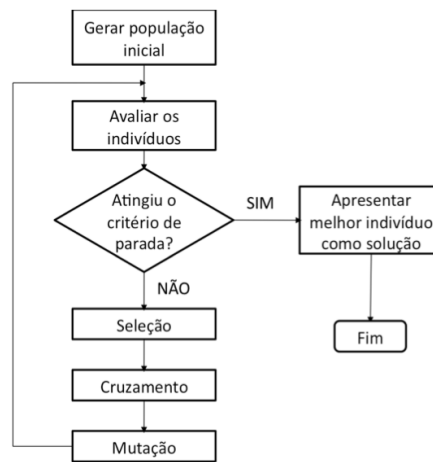 Gerar população
inicial
Avaliar os
indivíduos
Atingiu o
critério de
parada?
SIM
Apresentar
melhor indivíduo
como solução
NÃO
Fim
Seleção
Cruzamento
Mutação